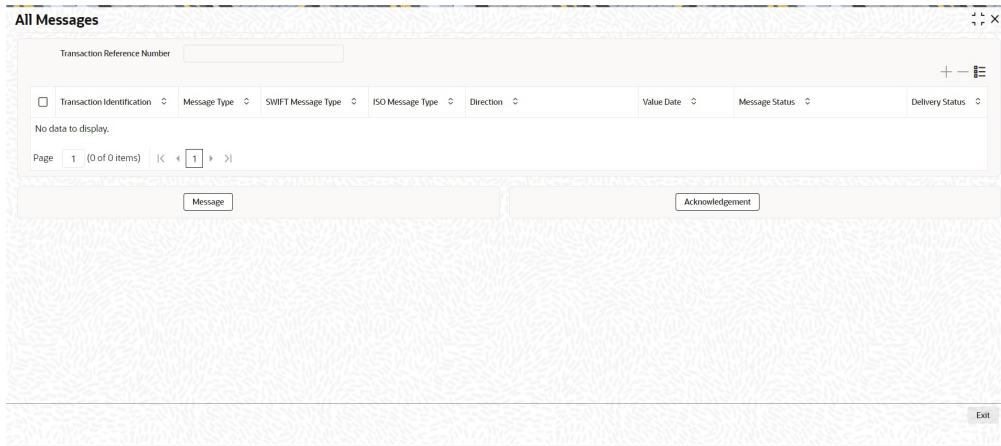 All Messages
Transaction Reference Number
Transaction Identification Message Type SWIFT Message Type ISO Message Type Direction Value Date Message Status Delivery Status
No data to display.
Page 1 (0 of 0 items) 1
Message Acknowledgement
Exit